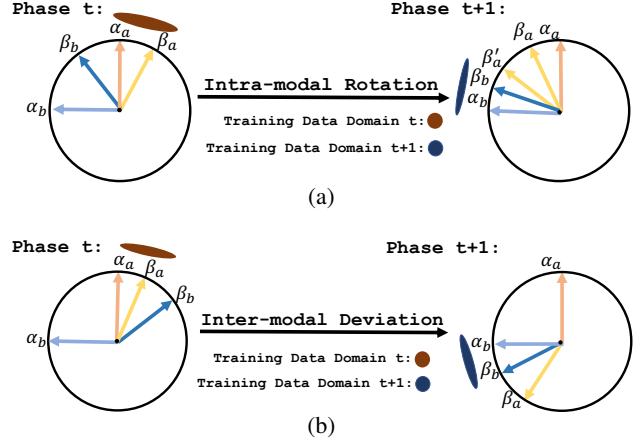 Phase t:
Phase t+1:
β_b
α_a
β_a
α_b
β_a
α_a
β′_a
β_b
α_b
Intra-modal Rotation
Training Data Domain t:
Training Data Domain t+1:
(a)
Phase t:
Phase t+1:
α_a
β_a
β_b
α_b
α_a
α_b
β_b
β_a
Inter-modal Deviation
Training Data Domain t:
Training Data Domain t+1:
(b)